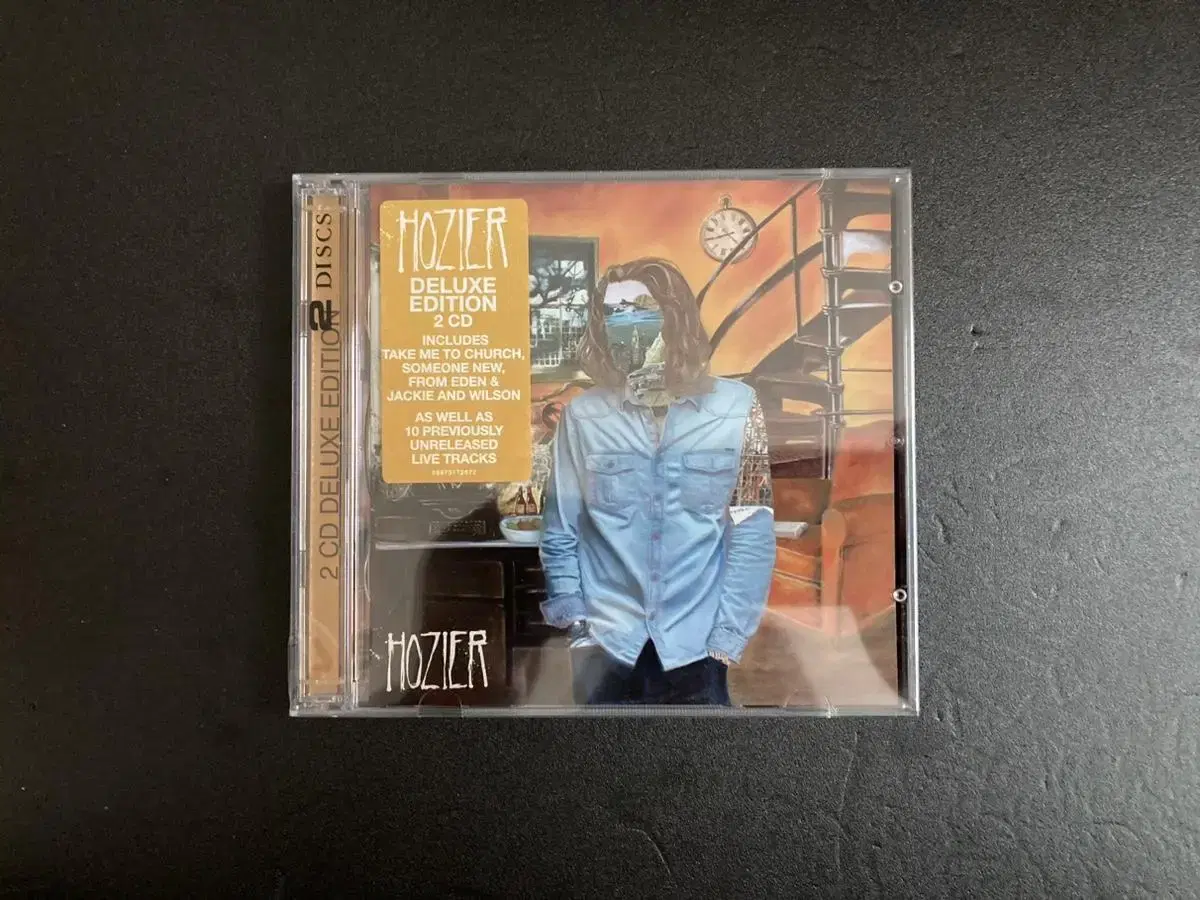 2 DISCS
2 CD DELUXE EDITION
HOZIER
DELUXE
EDITION
2 CD
INCLUDES
TAKE ME TO CHURCH,
SOMEONE NEW,
FROM EDEN &
JACKIE AND WILSON
AS WELL AS
10 PREVIOUSLY
UNRELEASED
LIVE TRACKS
HOZIER